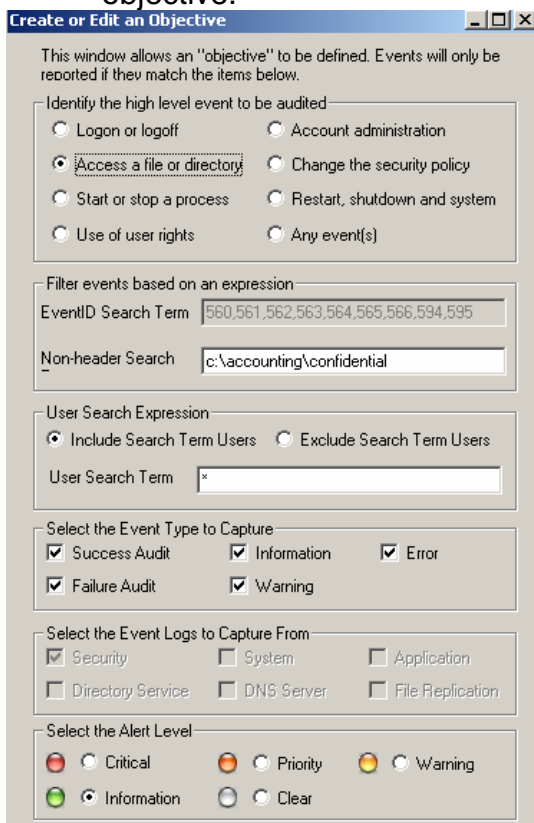 objective.
Create or Edit an Objective
This window allows an "objective" to be defined. Events will only be
reported if they match the items below.
Identify the high level event to be audited
Logon or logoff
Account administration
Access a file or directory
Change the security policy
Start or stop a process
Restart, shutdown and system
Use of user rights
Any event(s)
Filter events based on an expression
EventID Search Term 560,561,562,563,564,565,566,594,595
Non-header Search c:\accounting\confidential
User Search Expression
Include Search Term Users
Exclude Search Term Users
User Search Term *
Select the Event Type to Capture
Success Audit
Information
Error
Failure Audit
Warning
Select the Event Logs to Capture From
Security
System
Application
Directory Service
DNS Server
File Replication
Select the Alert Level
Critical
Priority
Warning
Information
Clear